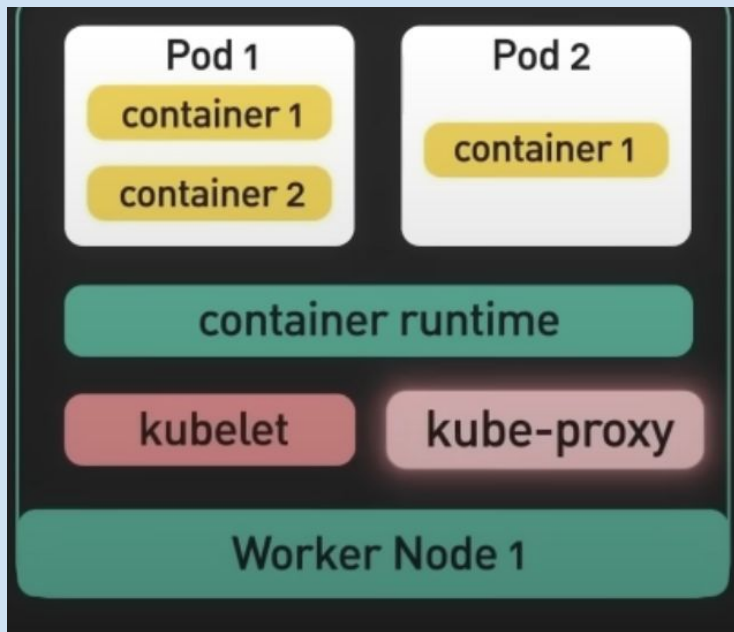 Pod 1
container 1
container 2
Pod 2
container 1
container runtime
kubelet
kube-proxy
Worker Node 1